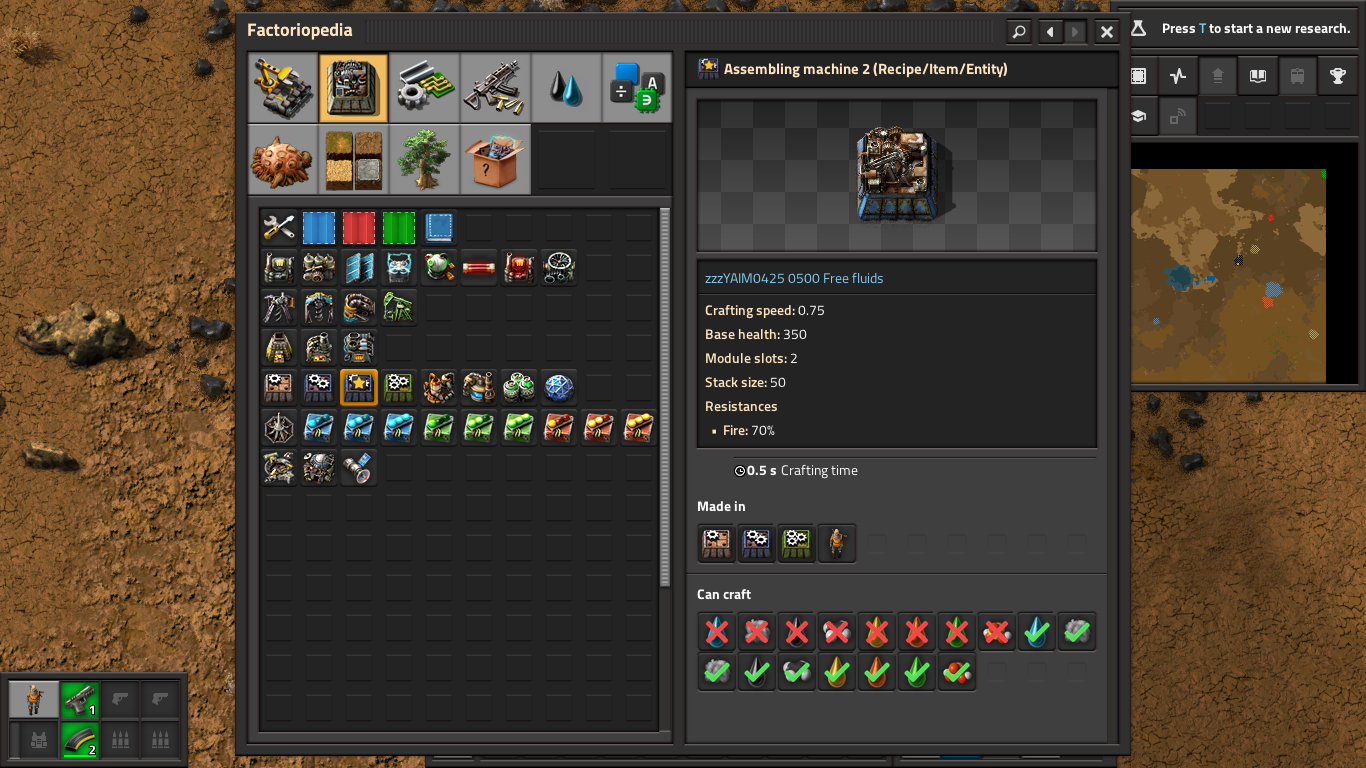 Factoriopedia
Press T to start a new research.
Assembling machine 2 (Recipe/Item/Entity)
÷
A
?
zzzYAIM0425 0500 Free fluids
Crafting speed: 0.75
Base health: 350
Module slots: 2
Stack size: 50
Resistances
• Fire: 70%
0.5 s Crafting time
Made in
Can craft
1
2